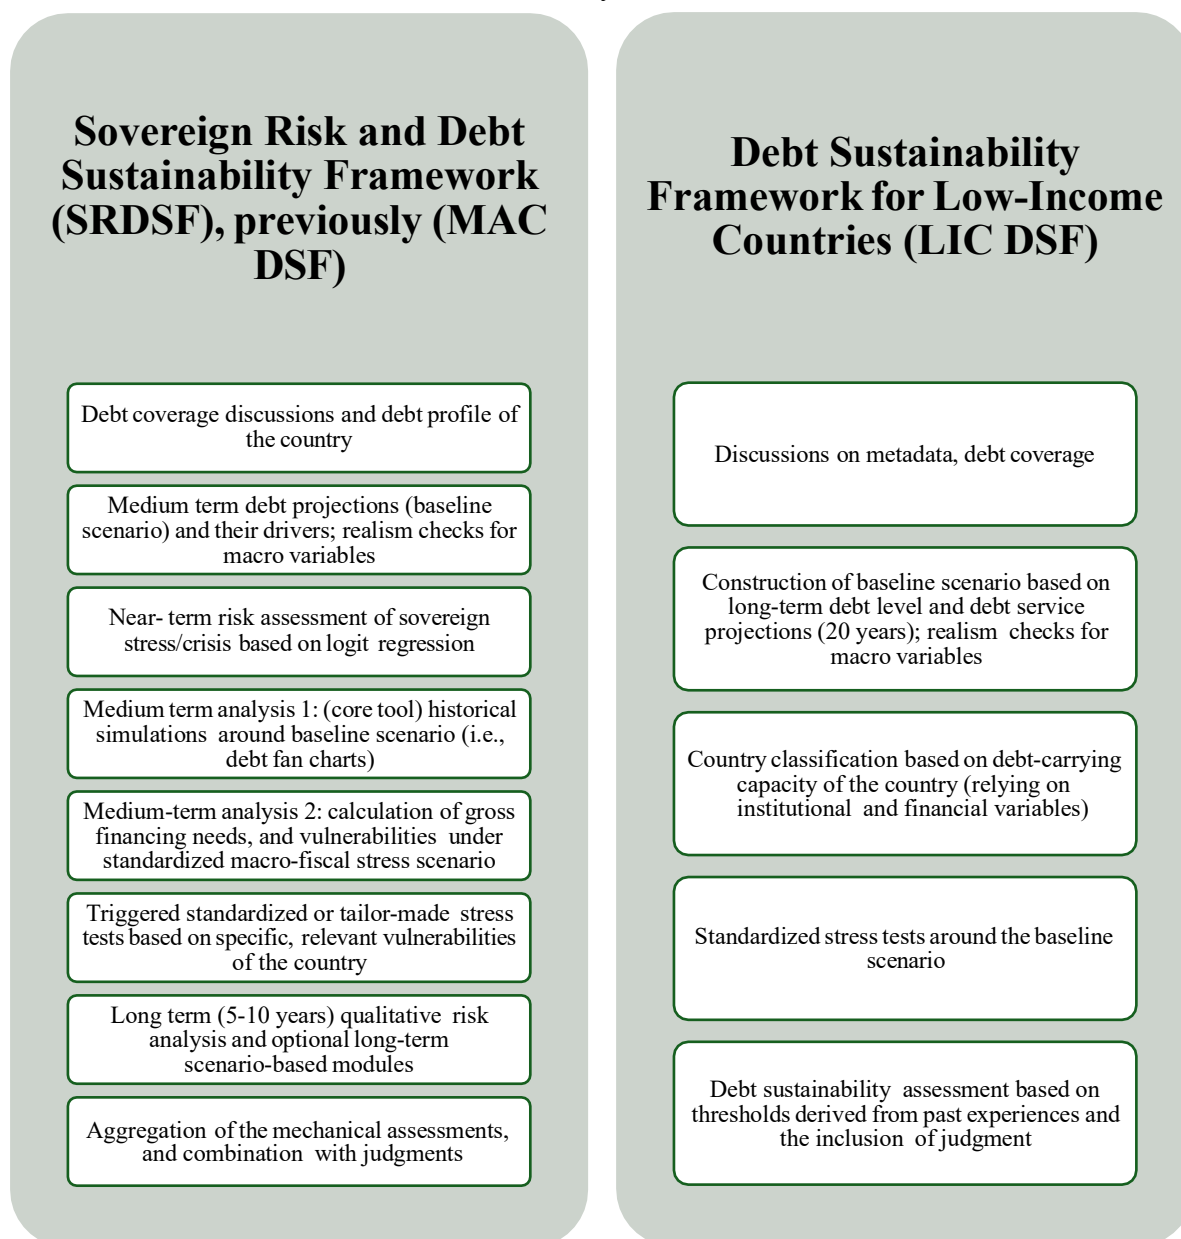 Sovereign Risk and Debt
Sustainability Framework
(SRDSF), previously (MAC
DSF)
Debt coverage discussions and debt profile of
the country
Medium term debt projections (baseline
scenario) and their drivers; realism checks for
macro variables
Near- term risk assessment of sovereign
stress/crisis based on logit regression
Medium term analysis 1: (core tool) historical
simulations around baseline scenario (i.e.,
debt fan charts)
Medium-term analysis 2: calculation of gross
financing needs, and vulnerabilities under
standardized macro-fiscal stress scenario
Triggered standardized or tailor-made stress
tests based on specific, relevant vulnerabilities
of the country
Long term (5-10 years) qualitative risk
analysis and optional long-term
scenario-based modules
Aggregation of the mechanical assessments,
and combination with judgments
Debt Sustainability
Framework for Low-Income
Countries (LIC DSF)
Discussions on metadata, debt coverage
Construction of baseline scenario based on
long-term debt level and debt service
projections (20 years); realism checks for
macro variables
Country classification based on debt-carrying
capacity of the country (relying on
institutional and financial variables)
Standardized stress tests around the baseline
scenario
Debt sustainability assessment based on
thresholds derived from past experiences and
the inclusion of judgment